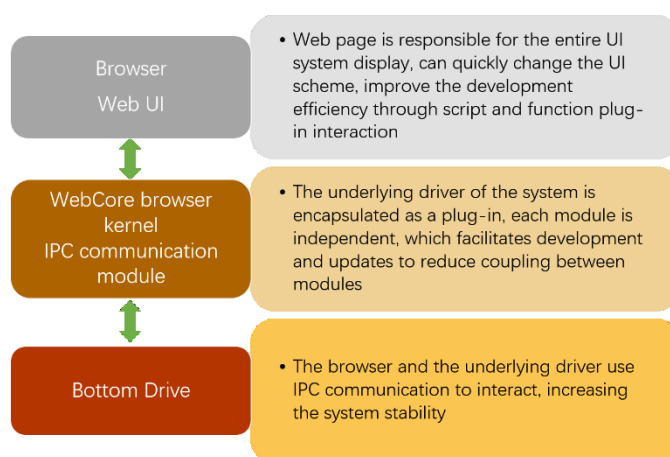 Browser
Web UI
• Web page is responsible for the entire UI
system display, can quickly change the UI
scheme, improve the development
efficiency through script and function plug-
in interaction
WebCore browser
kernel
IPC communication
module
• The underlying driver of the system is
encapsulated as a plug-in, each module is
independent, which facilitates development
and updates to reduce coupling between
modules
Bottom Drive
• The browser and the underlying driver use
IPC communication to interact, increasing
the system stability